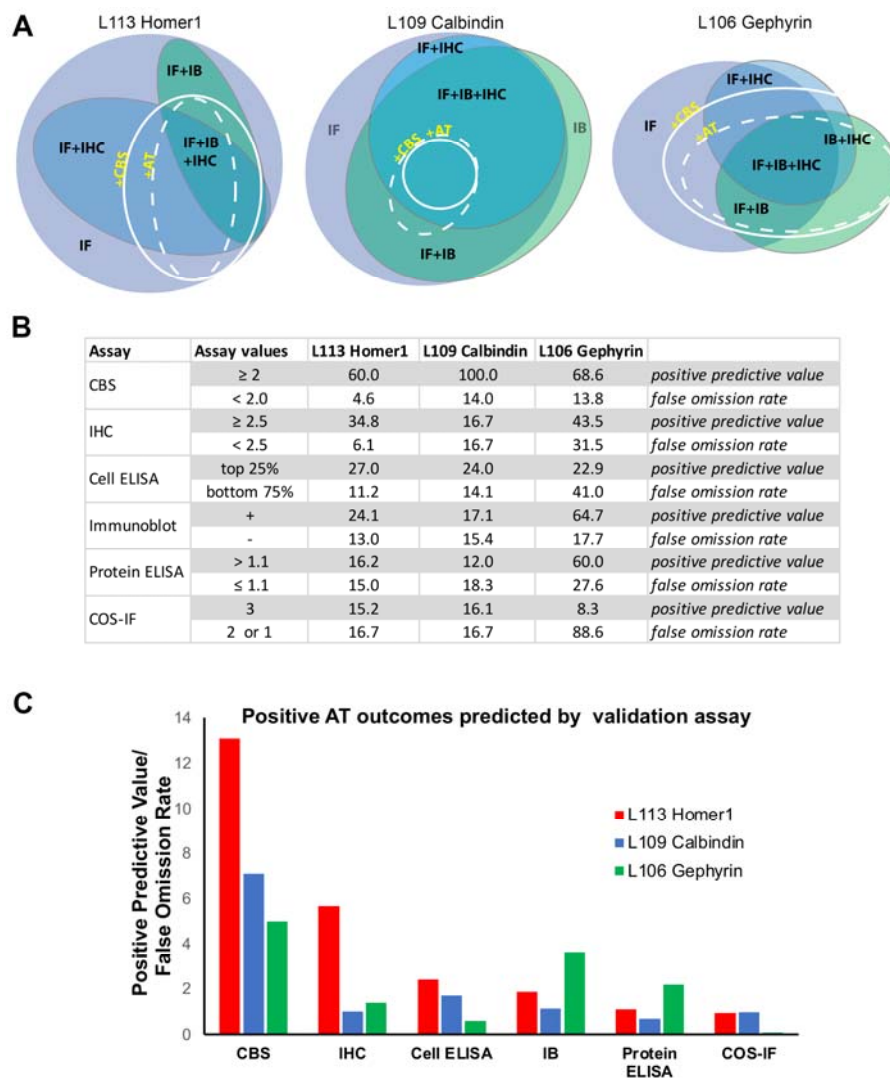 A
L113 Homer1
L109 Calbindin
L106 Gephyrin
IF+IB
IF+IHC
IF+IB
+IHC
+CBS
+AT
IF
IF+IHC
IF+IB+IHC
IF
IB
+CBS
+AT
IF+IB
IF+IHC
IF
+CBS
+AT
IB+IHC
IF+IB+IHC
IF+IB
B
Assay Assay values L113 Homer1 L109 Calbindin L106 Gephyrin
CBS ≥ 2 60.0 100.0 68.6 positive predictive value
< 2.0 4.6 14.0 13.8 false omission rate
IHC ≥ 2.5 34.8 16.7 43.5 positive predictive value
< 2.5 6.1 16.7 31.5 false omission rate
Cell ELISA top 25% 27.0 24.0 22.9 positive predictive value
bottom 75% 11.2 14.1 41.0 false omission rate
Immunoblot + 24.1 17.1 64.7 positive predictive value
- 13.0 15.4 17.7 false omission rate
Protein ELISA > 1.1 16.2 12.0 60.0 positive predictive value
≤ 1.1 15.0 18.3 27.6 false omission rate
COS-IF 3 15.2 16.1 8.3 positive predictive value
2 or 1 16.7 16.7 88.6 false omission rate
C
Positive AT outcomes predicted by validation assay
Positive Predictive Value/
False Omission Rate
14
12
10
8
6
4
2
0
L113 Homer1
L109 Calbindin
L106 Gephyrin
CBS IHC Cell ELISA IB Protein COS-IF
ELISA